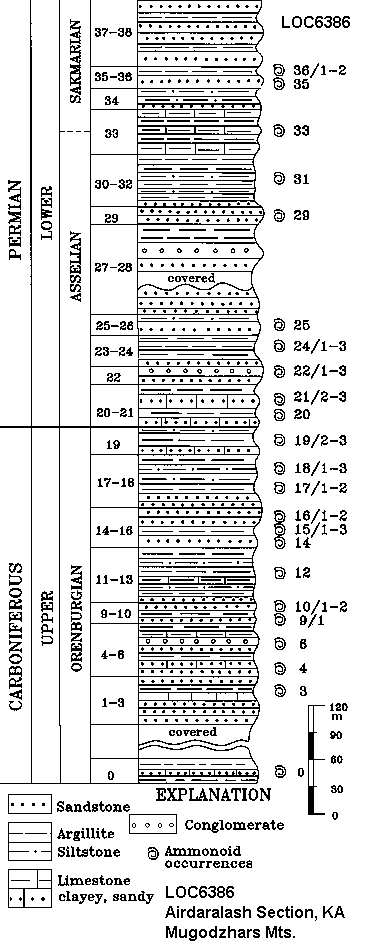 LOC6386
PERMIAN
LOWER
SAKMARIAN
ASSELIAN
CARBONIFEROUS
UPPER
ORENBURGIAN
37-38
35-36
34
33
30-32
29
27-28
25-26
23-24
22
20-21
19
17-18
14-16
11-13
9-10
4-6
1-3
0
covered
covered
36/1-2
35
33
31
29
25
24/1-3
22/1-3
21/2-3
20
19/2-3
18/1-3
17/1-2
16/1-2
15/1-3
14
12
10/1-2
9/1
6
4
3
0
120
m
90
60
30
0
EXPLANATION
Sandstone
Conglomerate
Argillite
Siltstone
Ammonoid
occurrences
Limestone
clayey, sandy
LOC6386
Airdaralash Section, KA
Mugodzhars Mts.